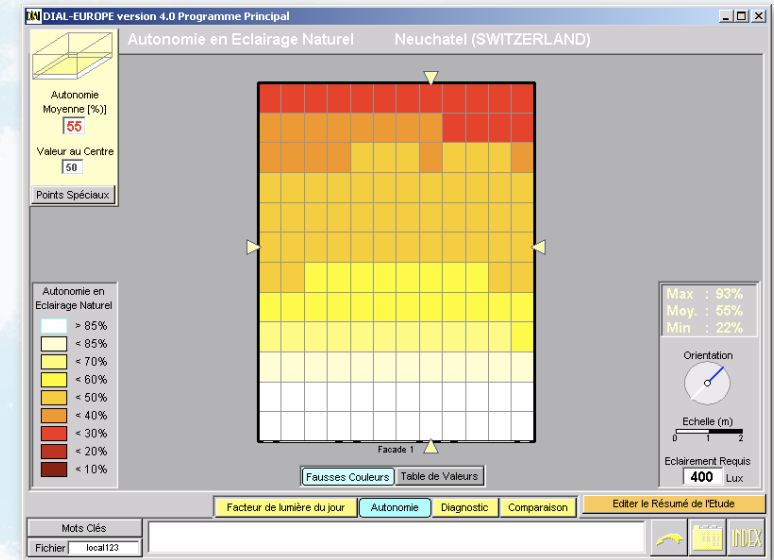 DIAL-EUROPE version 4.0 Programme Principal
Autonomie en Eclairage Naturel Neuchatel (SWITZERLAND)
Autonomie
Moyenne [%)]
55
Valeur au Centre
50
Points Spéciaux
Autonomie en
Eclairage Naturel
> 85%
< 85%
< 70%
< 60%
< 50%
< 40%
< 30%
< 20%
< 10%
Max : 93%
Moy. : 55%
Min : 22%
Orientation
Echelle (m)
0 1 2
Eclairement Requis
400 Lux
Facade 1
Fausses Couleurs Table de Valeurs
Facteur de lumière du jour Autonomie Diagnostic Comparaison Editer le Résumé de l'Etude
Mots Clés
Fichier local123
INDEX